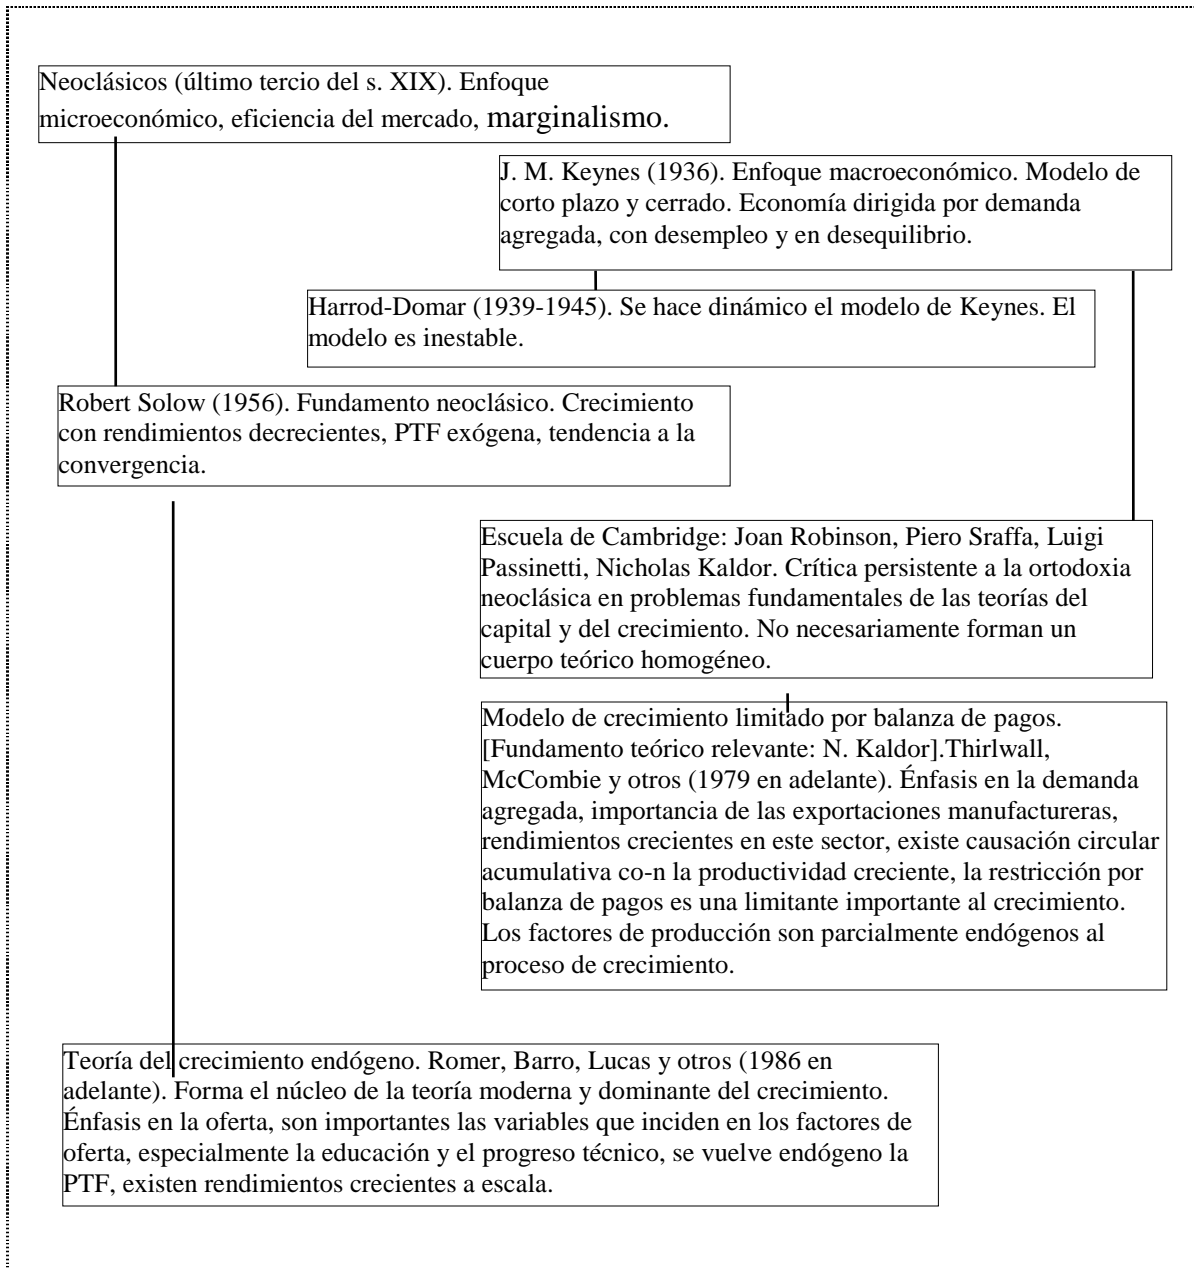 Neoclásicos (último tercio del s. XIX). Enfoque
microeconómico, eficiencia del mercado, marginalismo.
J. M. Keynes (1936). Enfoque macroeconómico. Modelo de
corto plazo y cerrado. Economía dirigida por demanda
agregada, con desempleo y en desequilibrio.
Harrod-Domar (1939-1945). Se hace dinámico el modelo de Keynes. El
modelo es inestable.
Robert Solow (1956). Fundamento neoclásico. Crecimiento
con rendimientos decrecientes, PTF exógena, tendencia a la
convergencia.
Escuela de Cambridge: Joan Robinson, Piero Sraffa, Luigi
Passinetti, Nicholas Kaldor. Crítica persistente a la ortodoxia
neoclásica en problemas fundamentales de las teorías del
capital y del crecimiento. No necesariamente forman un
cuerpo teórico homogéneo.
Modelo de crecimiento limitado por balanza de pagos.
[Fundamento teórico relevante: N. Kaldor].Thirlwall,
McCombie y otros (1979 en adelante). Énfasis en la demanda
agregada, importancia de las exportaciones manufactureras,
rendimientos crecientes en este sector, existe causación circular
acumulativa co-n la productividad creciente, la restricción por
balanza de pagos es una limitante importante al crecimiento.
Los factores de producción son parcialmente endógenos al
proceso de crecimiento.
Teoría del crecimiento endógeno. Romer, Barro, Lucas y otros (1986 en
adelante). Forma el núcleo de la teoría moderna y dominante del crecimiento.
Énfasis en la oferta, son importantes las variables que inciden en los factores de
oferta, especialmente la educación y el progreso técnico, se vuelve endógeno la
PTF, existen rendimientos crecientes a escala.